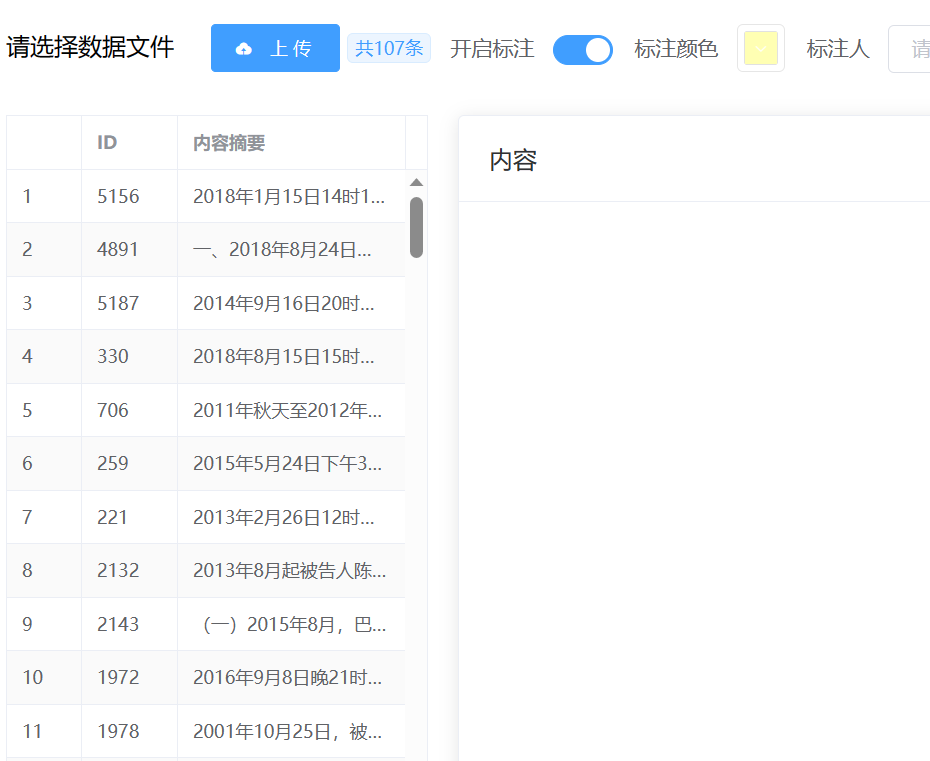 请选择数据文件 上传 共107条 开启标注 标注颜色 标注人 请
ID 内容摘要
内容
1 5156 2018年1月15日14时1...
2 4891 一、2018年8月24日...
3 5187 2014年9月16日20时...
4 330 2018年8月15日15时...
5 706 2011年秋天至2012年...
6 259 2015年5月24日下午3...
7 221 2013年2月26日12时...
8 2132 2013年8月起被告人陈...
9 2143 （一）2015年8月，巴...
10 1972 2016年9月8日晚21时...
11 1978 2001年10月25日，被...